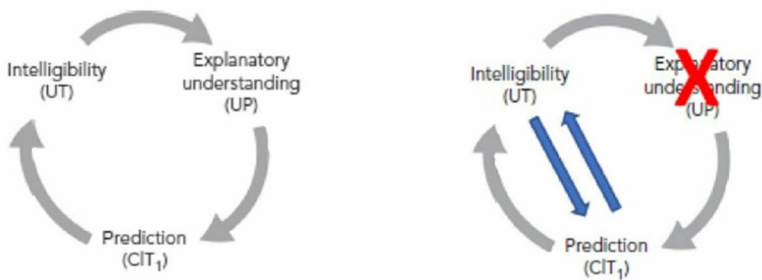 Intelligibility
(UT)
Explanatory
understanding
(UP)
Prediction
(CIT₁)
Intelligibility
(UT)
Explanatory
understanding
(UP)
Prediction
(CIT₁)